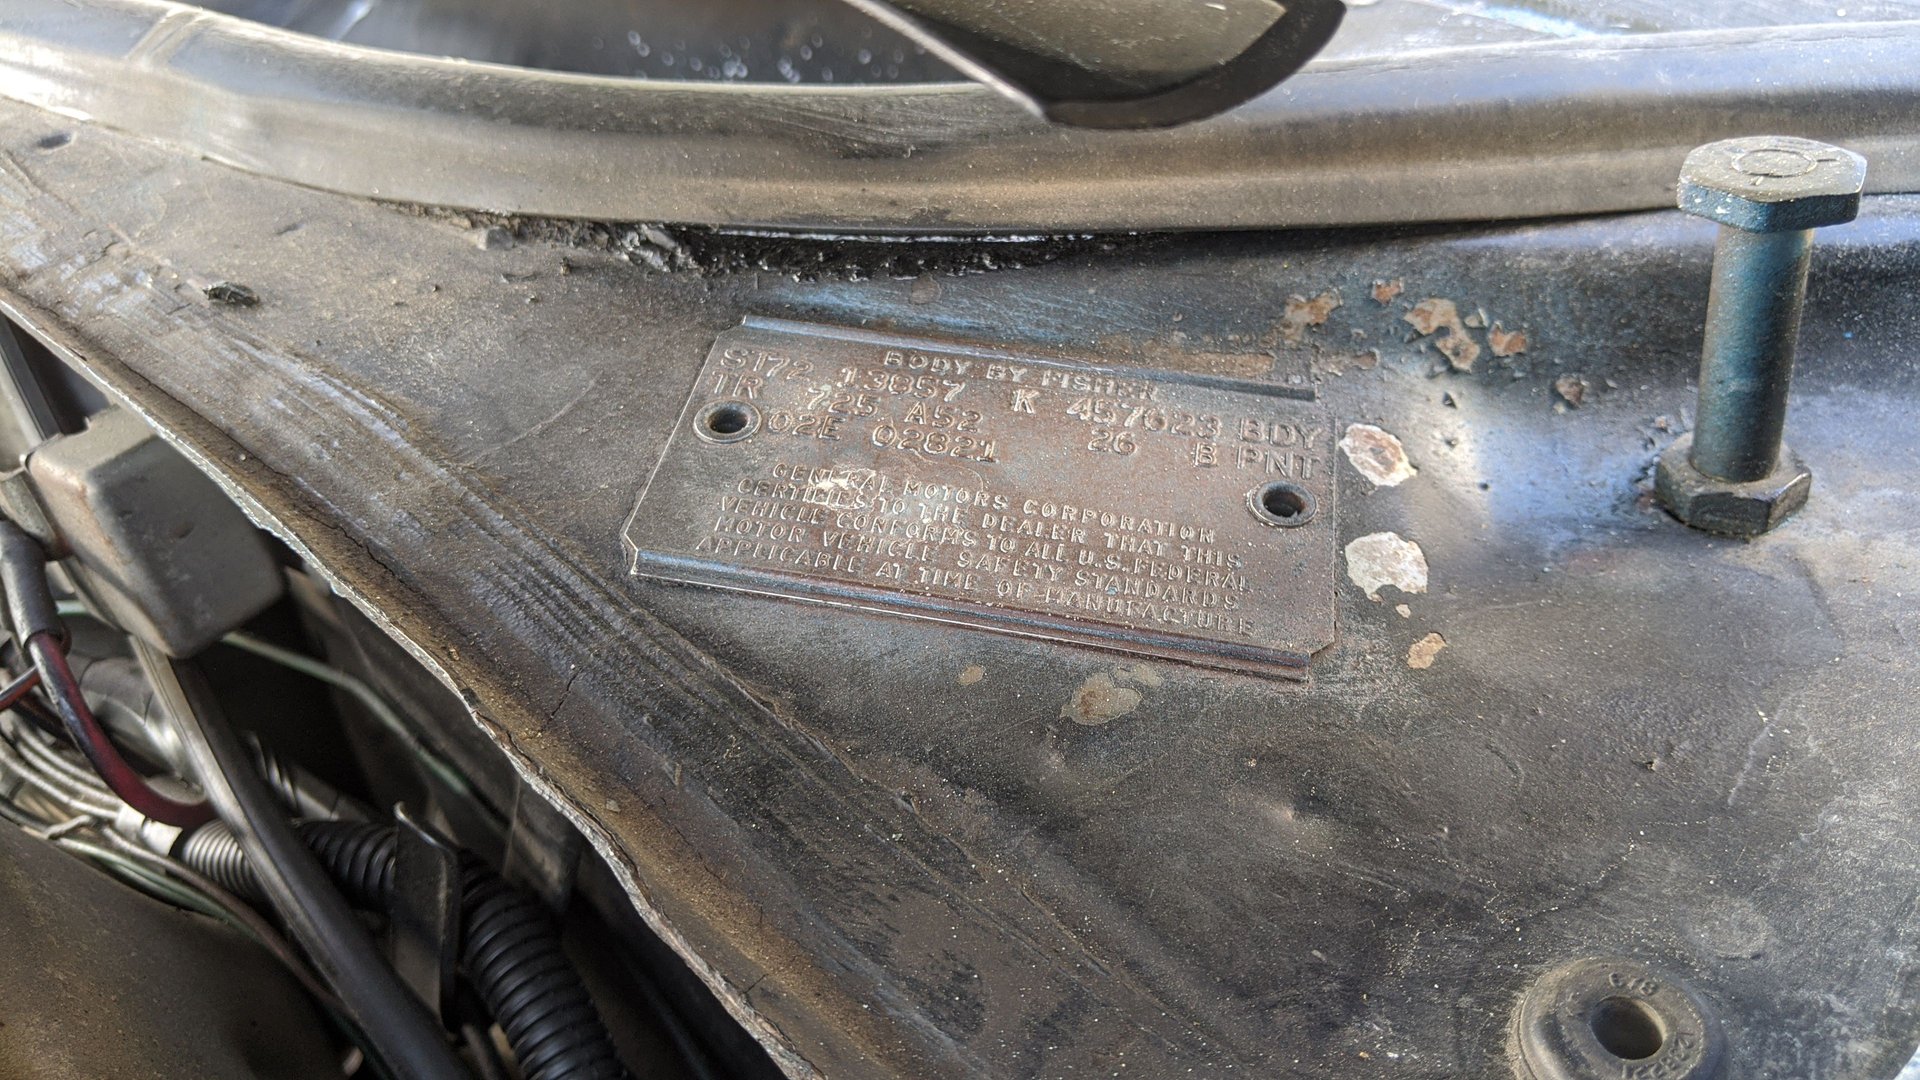 BODY BY FISHER
ST72 13857 K 457623 BDY
TR 725 A52 26 B PNT
02E 02821
GENERAL MOTORS CORPORATION
CERTIFIES TO THE DEALER THAT THIS
VEHICLE CONFORMS TO ALL U.S. FEDERAL
MOTOR VEHICLE SAFETY STANDARDS
APPLICABLE AT TIME OF MANUFACTURE
678